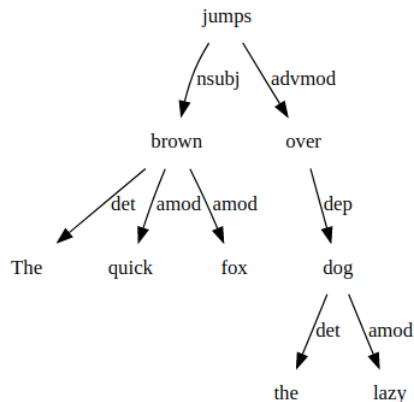 jumps
nsubj advmod
brown over
det amod amod dep
The quick fox dog
det amod
the lazy